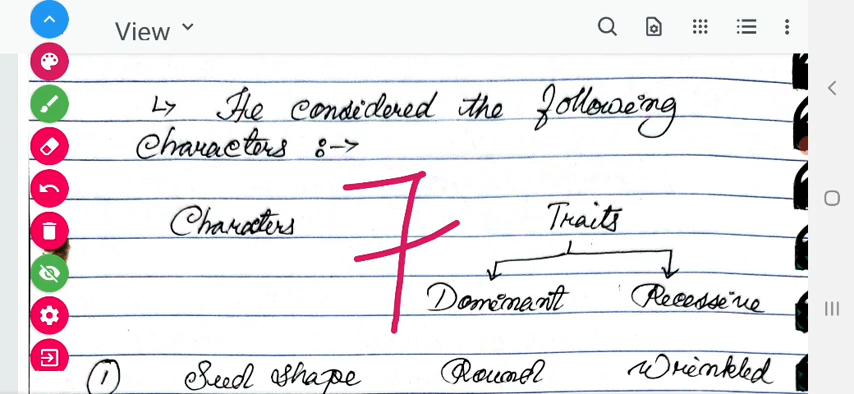 View
↳ He considered the following
Characters :->
7
Characters Traits
Dominant Recessive
① Seed shape Round Wrinkled